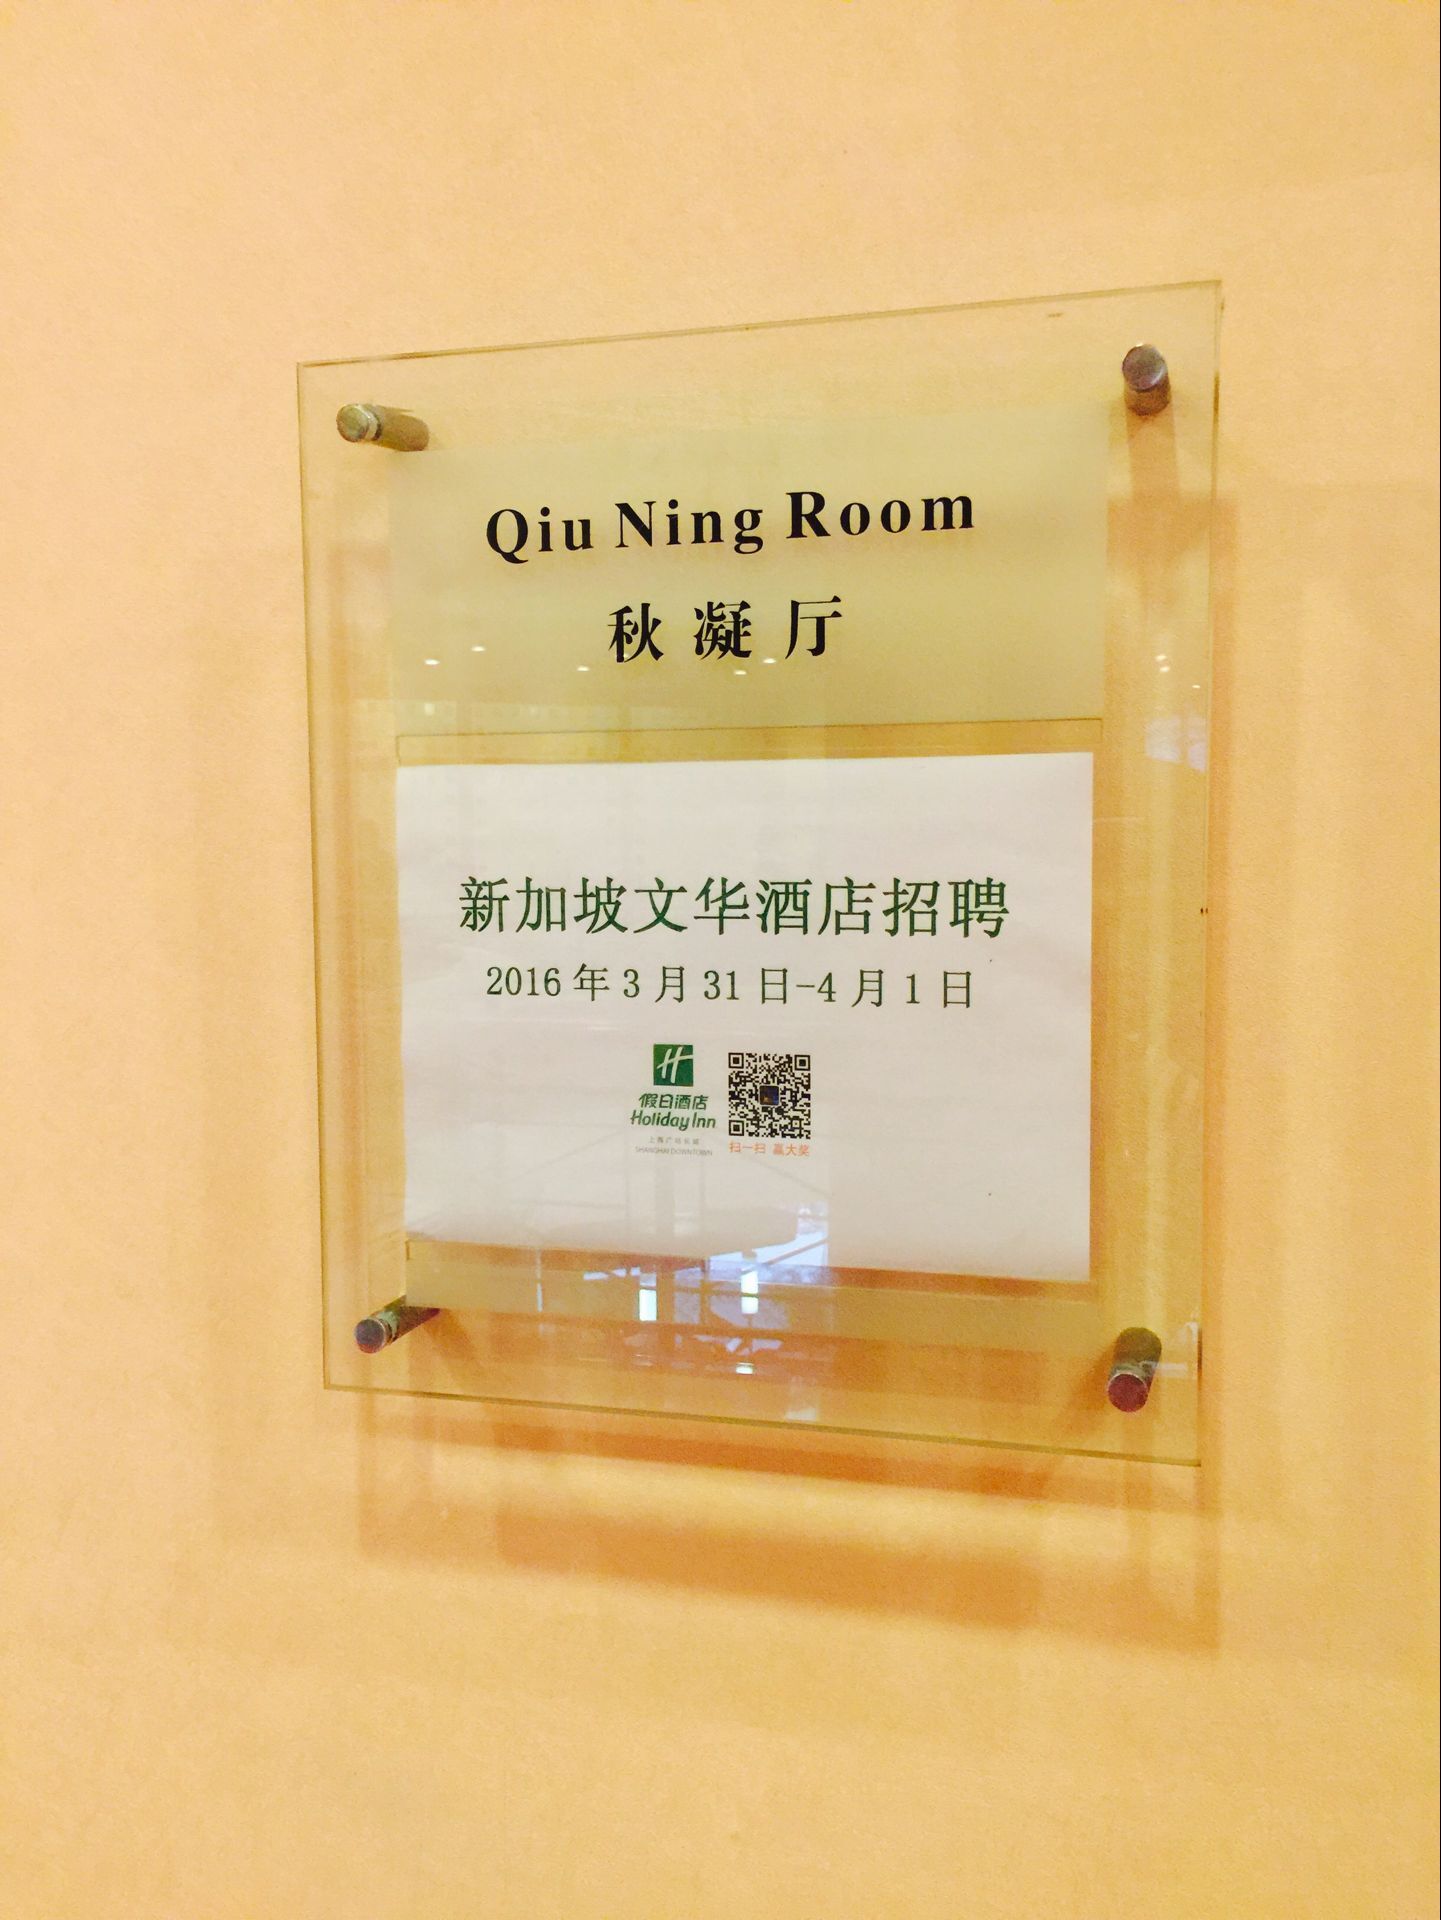 Qiu Ning Room
秋凝厅
新加坡文华酒店招聘
2016年3月31日-4月1日
假日酒店
Holiday Inn
SHANGHAI DOWNTOWN
扫一扫 赢大奖